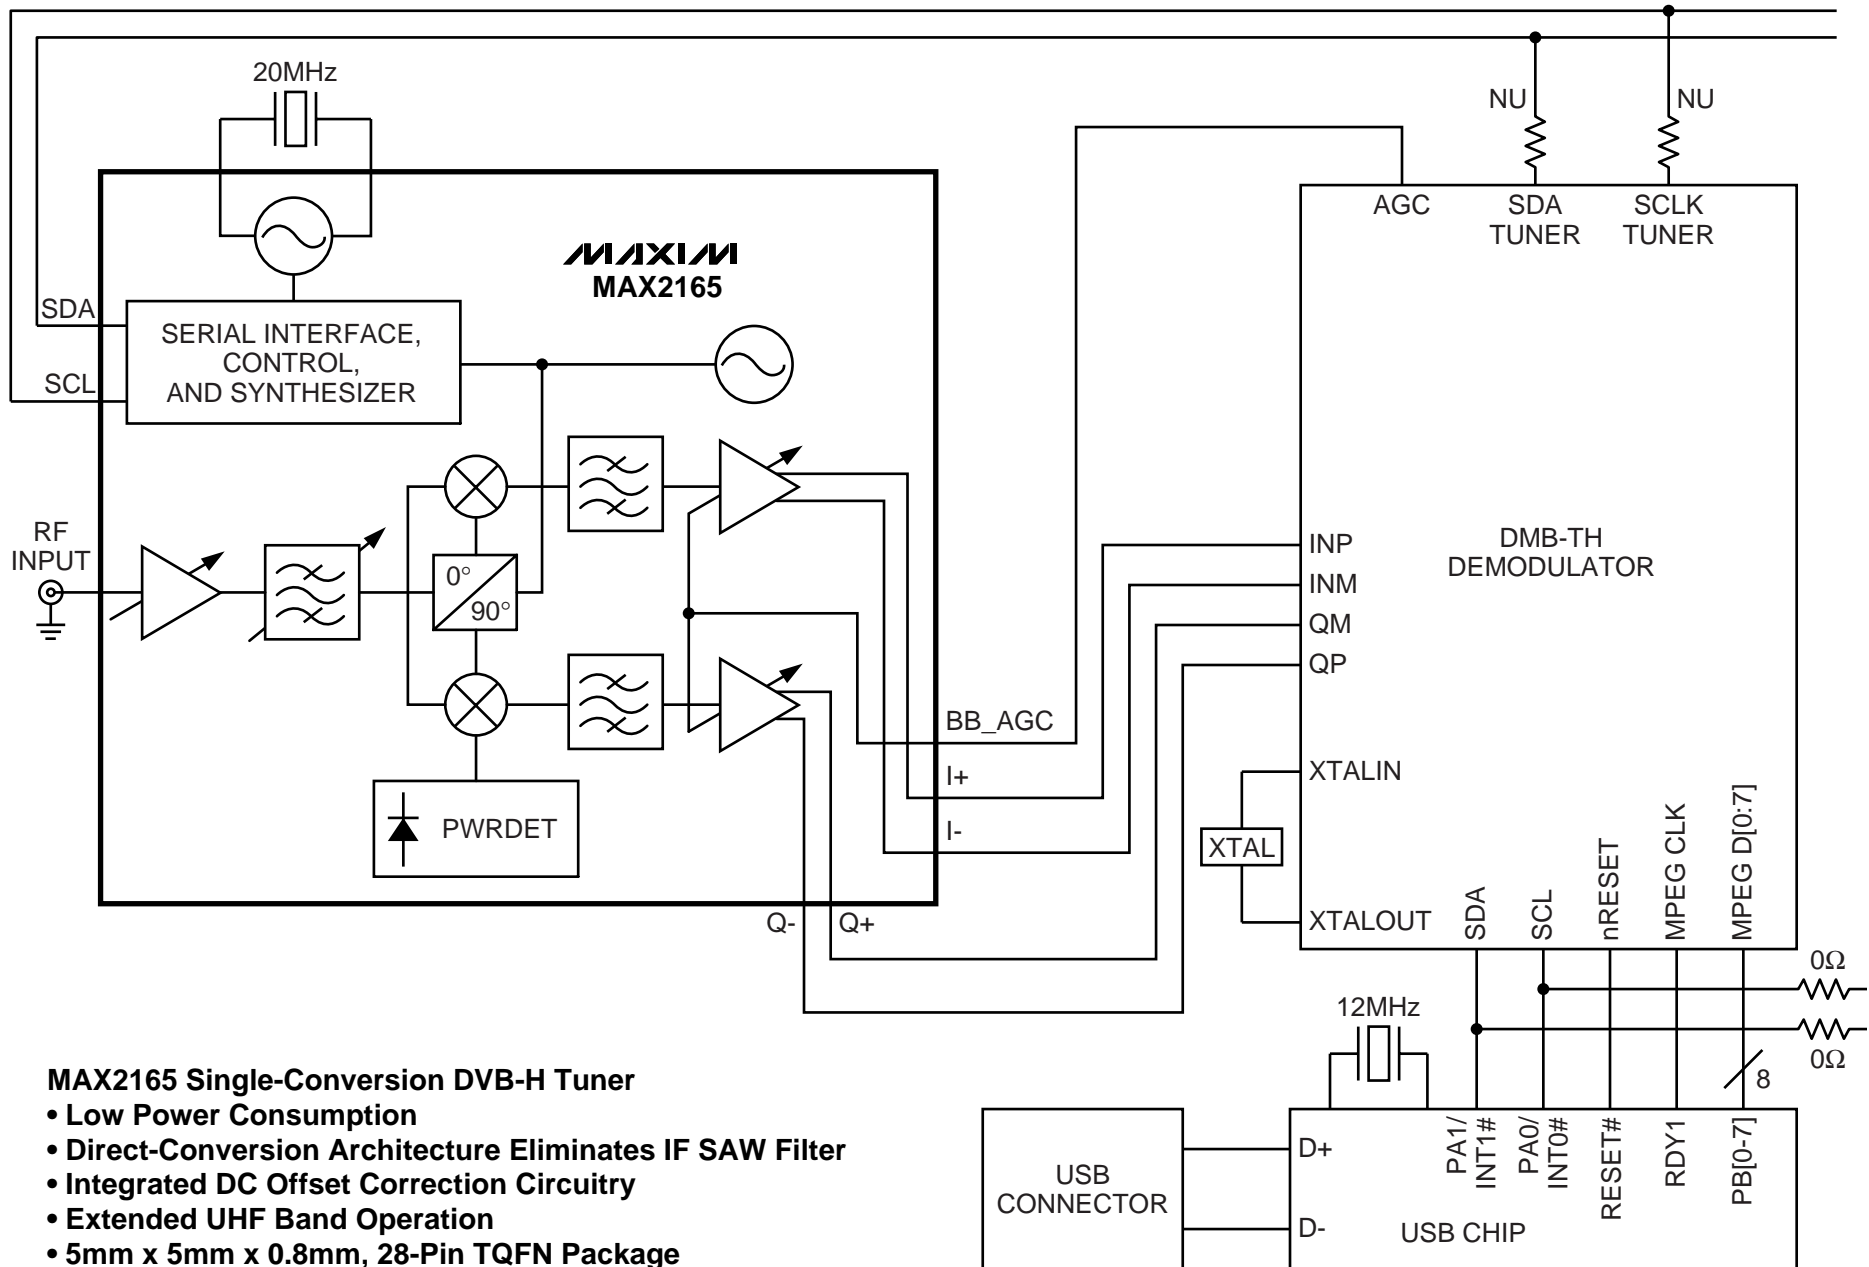 20MHz
NU
NU
AGC
SDA
TUNER
SCLK
TUNER
MAXIM
MAX2165
SDA
SCL
SERIAL INTERFACE,
CONTROL,
AND SYNTHESIZER
RF
INPUT
0°
90°
INP
INM
QM
QP
DMB-TH
DEMODULATOR
BB_AGC
I+
I-
PWRDET
Q-
Q+
XTALIN
XTAL
XTALOUT
SDA
SCL
nRESET
MPEG CLK
MPEG D[0:7]
0Ω
0Ω
12MHz
8
MAX2165 Single-Conversion DVB-H Tuner
• Low Power Consumption
• Direct-Conversion Architecture Eliminates IF SAW Filter
• Integrated DC Offset Correction Circuitry
• Extended UHF Band Operation
• 5mm x 5mm x 0.8mm, 28-Pin TQFN Package
USB
CONNECTOR
D+
D-
PA1/
INT1#
PA0/
INT0#
RESET#
RDY1
PB[0-7]
USB CHIP